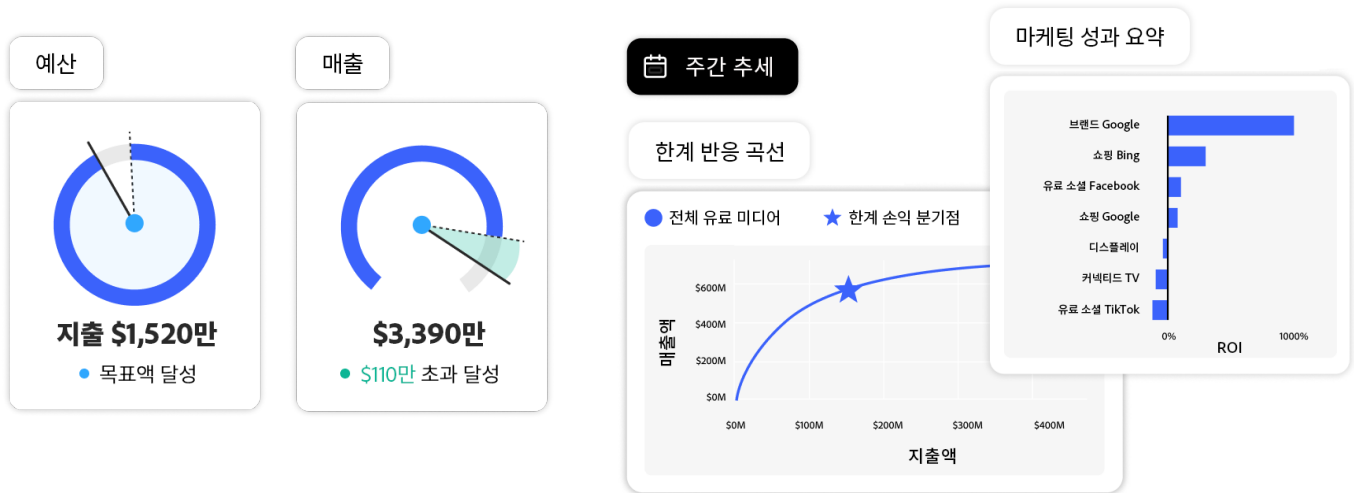 예산
지출 $1,520만
목표액 달성
매출
$3,390만
$110만 초과 달성
주간 추세
한계 반응 곡선
전체 유료 미디어
한계 손익 분기점
매출액
$600M
$400M
$200M
$0M
$0M
$100M
$200M
$300M
$400M
지출액
마케팅 성과 요약
브랜드 Google
쇼핑 Bing
유료 소셜 Facebook
쇼핑 Google
디스플레이
커넥티드 TV
유료 소셜 TikTok
0%
1000%
ROI